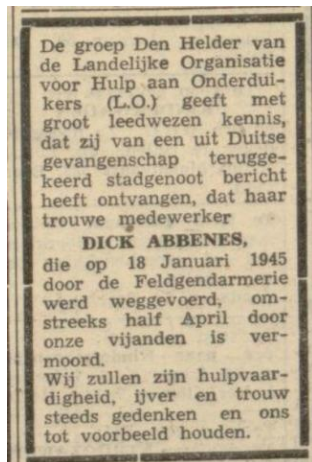 De groep Den Helder van
de Landelijke Organisatie
voor Hulp aan Onderdui-
kers (L.O.) geeft met
groot leedwezen kennis,
dat zij van een uit Duitse
gevangenschap terugge-
keerd stadgenoot bericht
heeft ontvangen, dat haar
trouwe medewerker
DICK ABBENES,
die op 18 Januari 1945
door de Feldgendarmerie
werd weggevoerd, om-
streeks half April door
onze vijanden is ver-
moord.
Wij zullen zijn hulpvaar-
digheid, ijver en trouw
steeds gedenken en ons
tot voorbeeld houden.